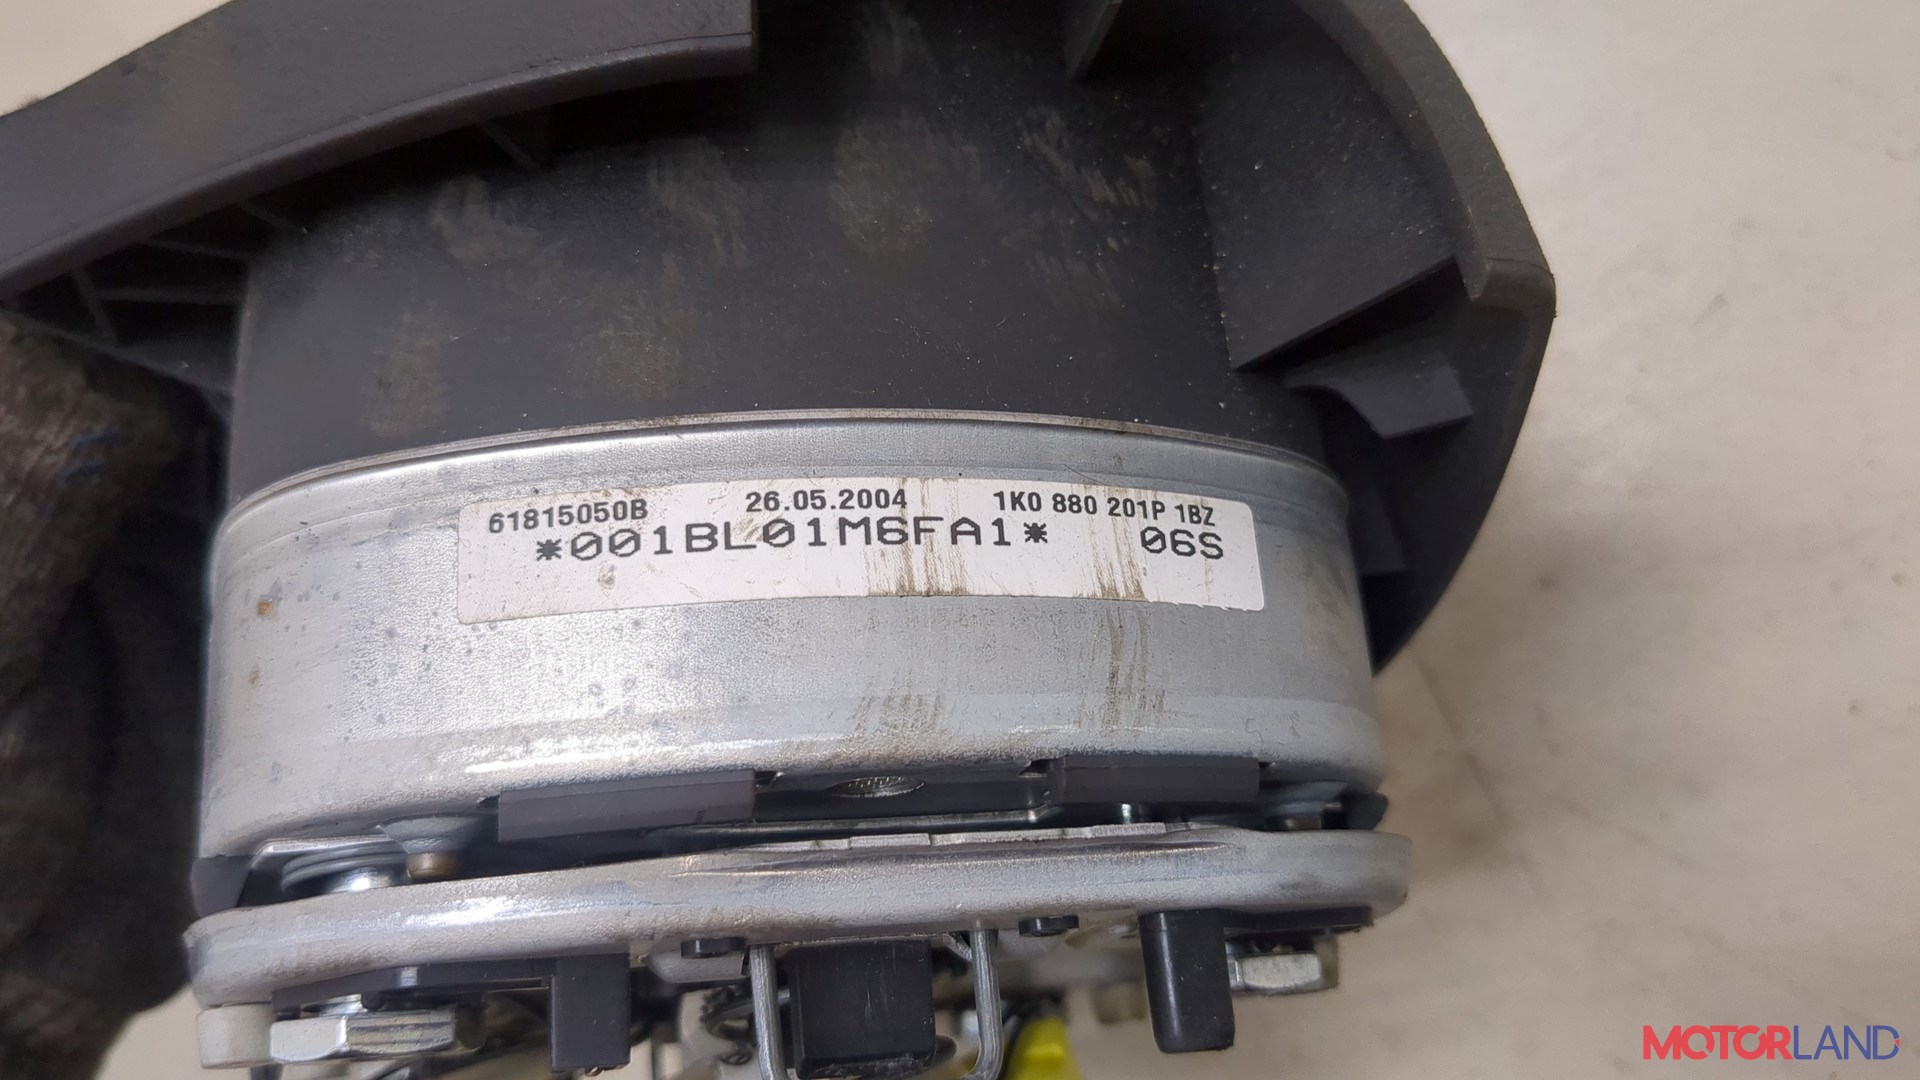 61815050B 26.05.2004 1K0 880 201P 1BZ
*001BL01M6FA1* 06S
MOTORLAND